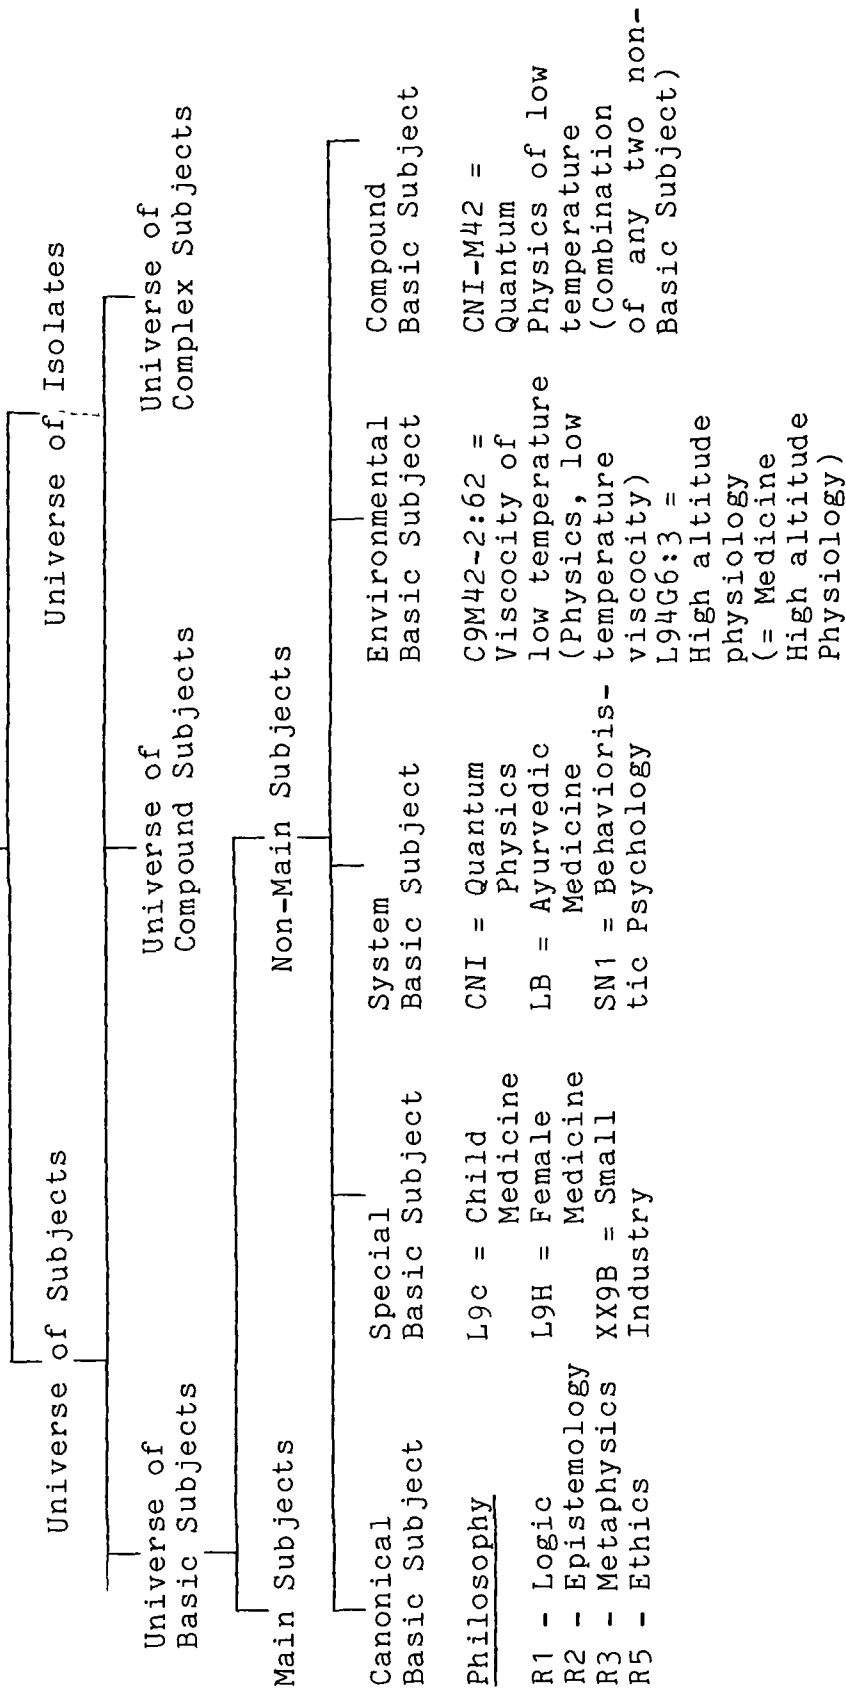 Universe of Subjects
Universe of Isolates
Universe of
Basic Subjects
Universe of
Compound Subjects
Universe of
Complex Subjects
Main Subjects
Non-Main Subjects
Canonical
Basic Subject
Philosophy
R1 - Logic
R2 - Epistemology
R3 - Metaphysics
R5 - Ethics
Special
Basic Subject
L9c = Child
Medicine
L9H = Female
Medicine
XX9B = Small
Industry
System
Basic Subject
CNI = Quantum
Physics
LB = Ayurvedic
Medicine
SN1 = Behavioris-
tic Psychology
Environmental
Basic Subject
C9M42-2:62 =
Viscocity of
low temperature
(Physics, low
temperature
viscocity)
L94G6:3 =
High altitude
physiology
(= Medicine
High altitude
Physiology)
Compound
Basic Subject
CNI-M42 =
Quantum
Physics of low
temperature
(Combination
of any two non-
Basic Subject)